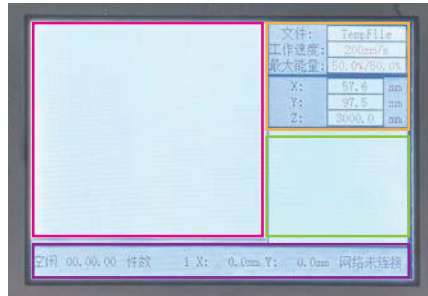 文件: TempFile
工作速度: 200mm/s
最大能量: 50.0%/50.0%
X: 57.6 mm
Y: 97.5 mm
Z: 3000.0 mm
空闲 00.00.00 件数 1 X: 0.0mm Y: 0.0mm 网络未连接